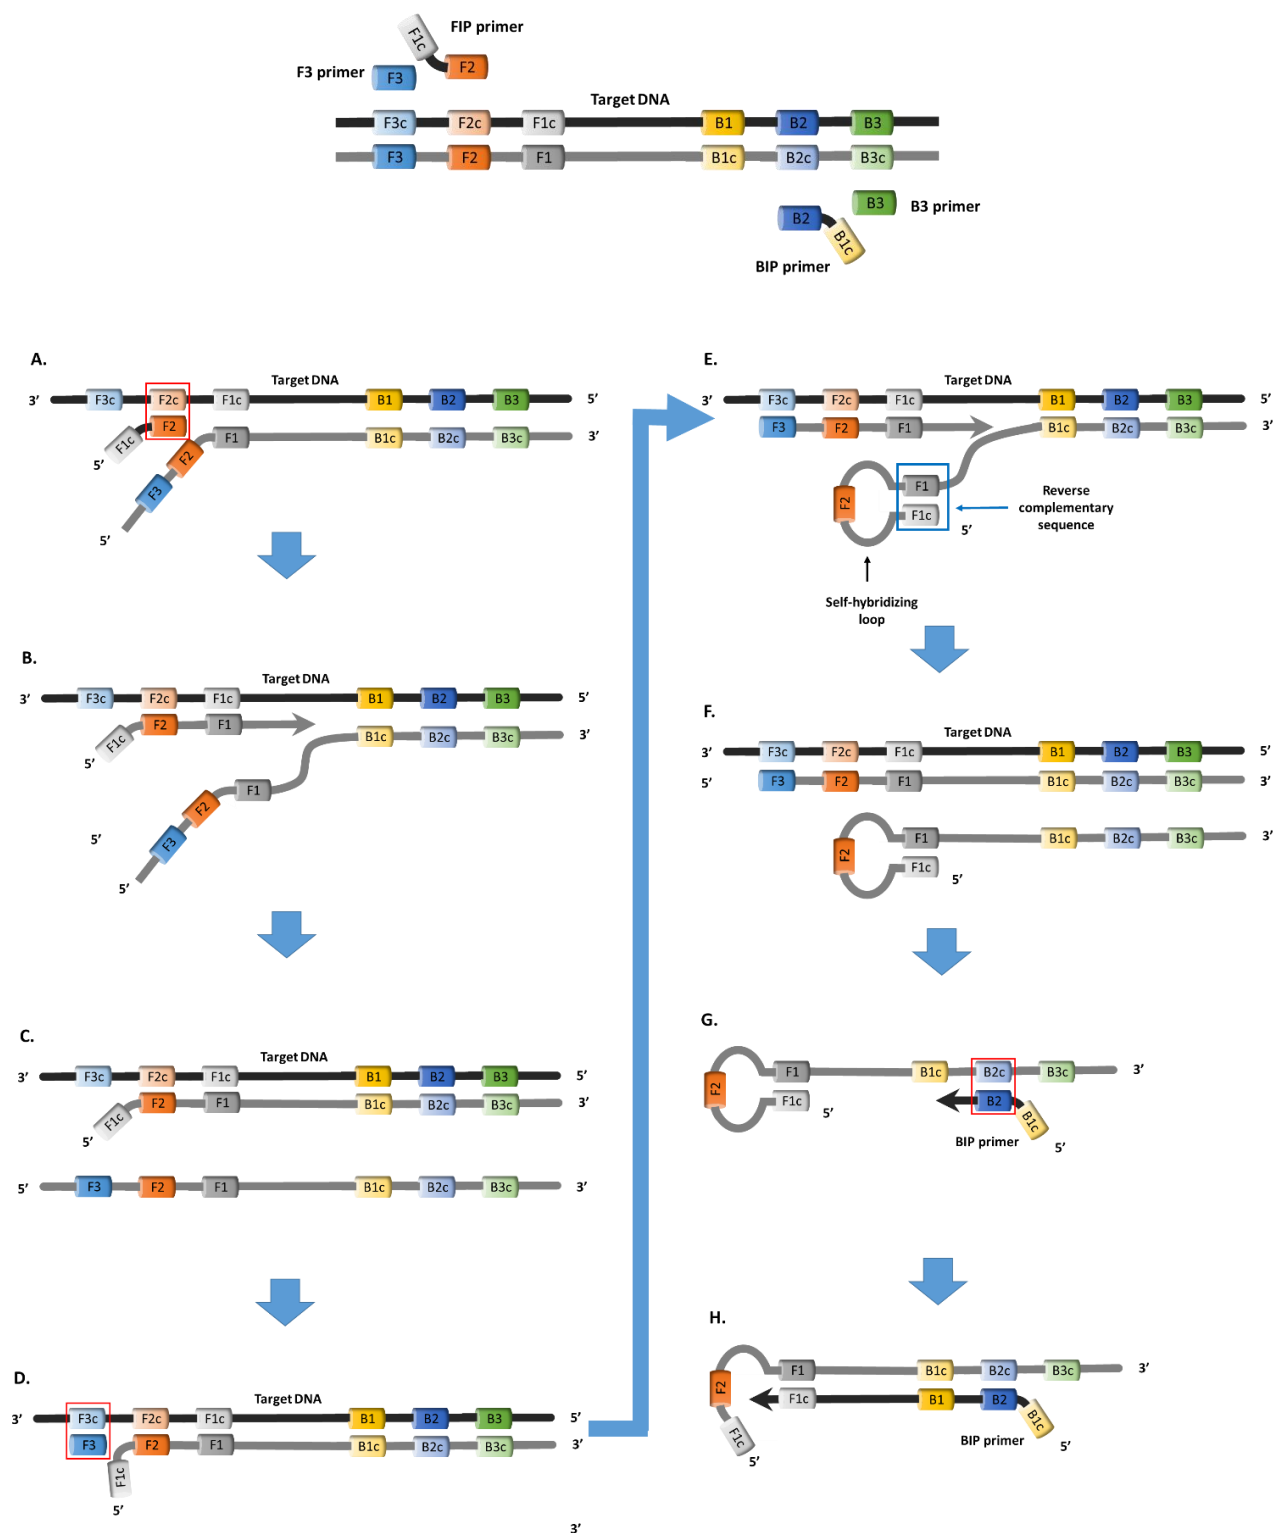 FIP primer
F1c
F2
F3 primer
F3
Target DNA
F3c F2c F1c B1 B2 B3
F3 F2 F1 B1c B2c B3c
B3
B3 primer
B2
B1c
BIP primer
A.
Target DNA
3’ F3c F2c F1c B1 B2 B3 5’
F2
F1c
F1 B1c B2c B3c 3’
5’
F2
F3
5’
B.
Target DNA
3’ F3c F2c F1c B1 B2 B3 5’
F1c F2 F1
B1c B2c B3c 3’
5’
F1
F2
5’
F3
5’
C.
Target DNA
3’ F3c F2c F1c B1 B2 B3 5’
F1c F2 F1 B1c B2c B3c 3’
5’
5’ F3 F2 F1 B1c B2c B3c 3’
D.
Target DNA
3’ F3c F2c F1c B1 B2 B3 5’
F3 F2 F1 B1c B2c B3c 3’
F1c
5’
3’
E.
Target DNA
3’ F3c F2c F1c B1 B2 B3 5’
F3 F2 F1 B1c B2c B3c 3’
F2
F1
F1c
5’
Reverse
complementary
sequence
Self-hybridizing
loop
F.
Target DNA
3’ F3c F2c F1c B1 B2 B3 5’
5’ F3 F2 F1 B1c B2c B3c 3’
F1 B1c B2c B3c 3’
F2
F1c
5’
G.
F1 B1c B2c B3c 3’
F2
F1c
5’
B2
B1c
BIP primer
5’
H.
F1 B1c B2c B3c 3’
F2
F1c B1 B2
B1c
F1c
BIP primer
5’
5’